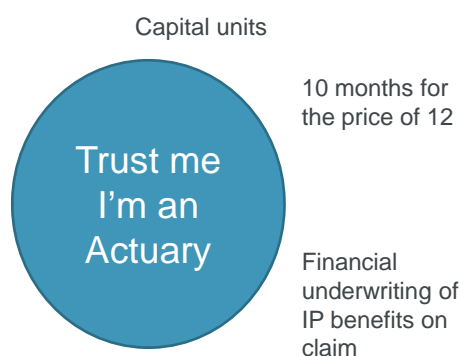 Capital units
10 months for
the price of 12
Trust me
I'm an
Actuary
Financial
underwriting of
IP benefits on
claim